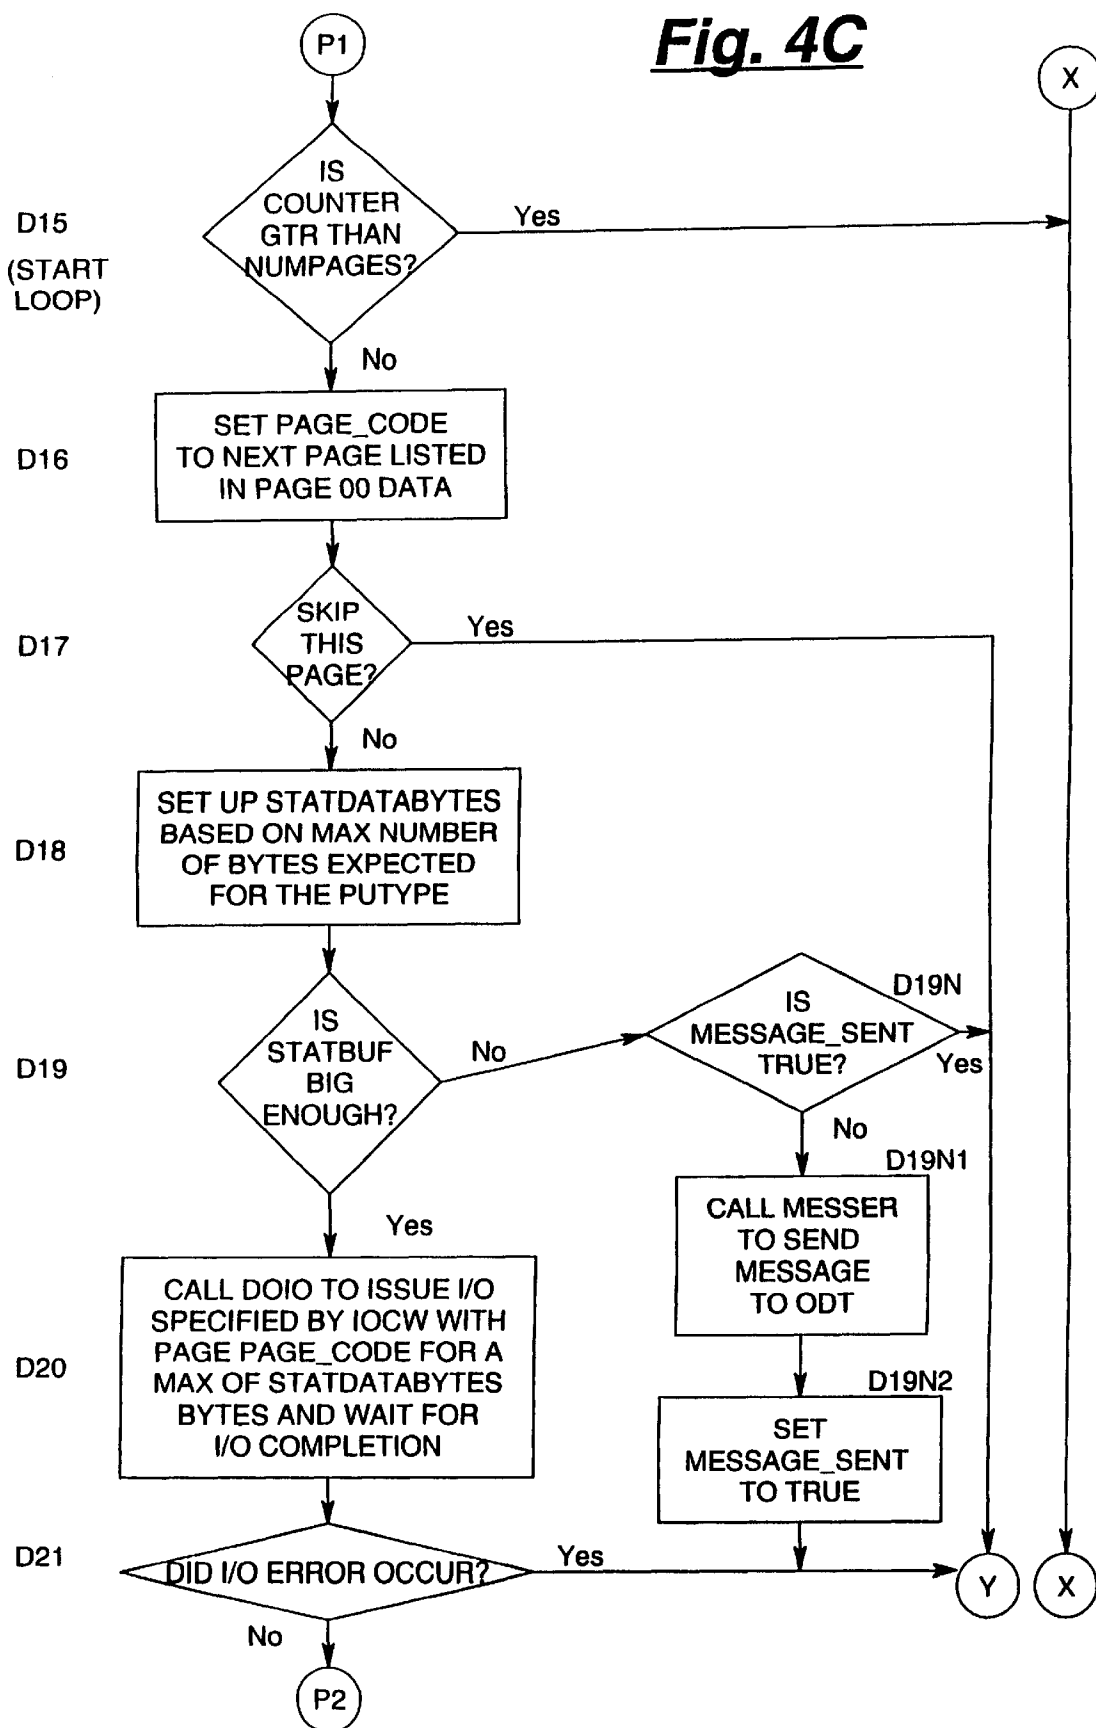 Fig. 4C
P1
X
D15
(START
LOOP)
IS
COUNTER
GTR THAN
NUMPAGES?
Yes
No
D16
SET PAGE_CODE
TO NEXT PAGE LISTED
IN PAGE 00 DATA
D17
SKIP
THIS
PAGE?
Yes
No
D18
SET UP STATDATABYTES
BASED ON MAX NUMBER
OF BYTES EXPECTED
FOR THE PUTYPE
D19
IS
STATBUF
BIG
ENOUGH?
No
Yes
D19N
IS
MESSAGE_SENT
TRUE?
Yes
No
D19N1
CALL MESSER
TO SEND
MESSAGE
TO ODT
D19N2
SET
MESSAGE_SENT
TO TRUE
D20
CALL DOIO TO ISSUE I/O
SPECIFIED BY IOCW WITH
PAGE PAGE_CODE FOR A
MAX OF STATDATABYTES
BYTES AND WAIT FOR
I/O COMPLETION
D21
DID I/O ERROR OCCUR?
Yes
No
Y
X
P2